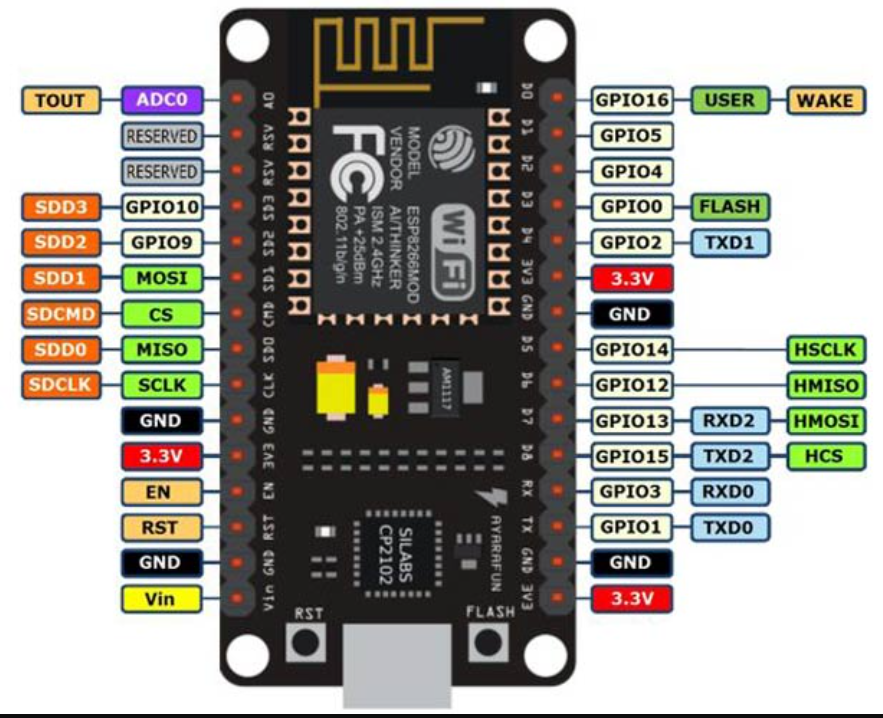 TOUT ADC0 A0 D0 GPIO16 USER WAKE
RESERVED RSV D1 GPIO5
RESERVED RSV D2 GPIO4
SDD3 GPIO10 SD3 D3 GPIO0 FLASH
SDD2 GPIO9 SD2 D4 GPIO2 TXD1
SDD1 MOSI SD1 3V3 3.3V
SDCMD CS CMD GND GND
SDD0 MISO SD0 D5 GPIO14 HSCLK
SDCLK SCLK CLK D6 GPIO12 HMISO
GND GND D7 GPIO13 RXD2 HMOSI
3.3V 3V3 D8 GPIO15 TXD2 HCS
EN EN RX GPIO3 RXD0
RST RST TX GPIO1 TXD0
GND GND GND GND
Vin Vin 3V3 3.3V
MODEL ESP8266MOD
VENDOR AI/THINKER
ISM 2.4GHz
PA +25dBm
802.11b/g/n
FC
Wi Fi
AM1117
SILABS
CP2102
AYARAFUN
RST
FLASH